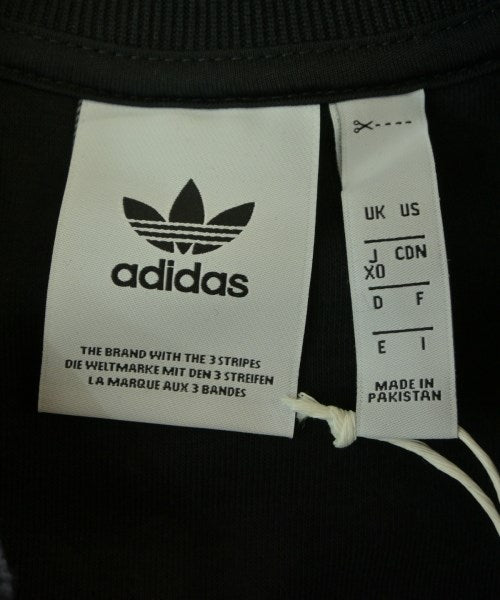 adidas
THE BRAND WITH THE 3 STRIPES
DIE WELTMARKE MIT DEN 3 STREIFEN
LA MARQUE AUX 3 BANDES
UK US
J CDN
XO
D F
E I
MADE IN
PAKISTAN